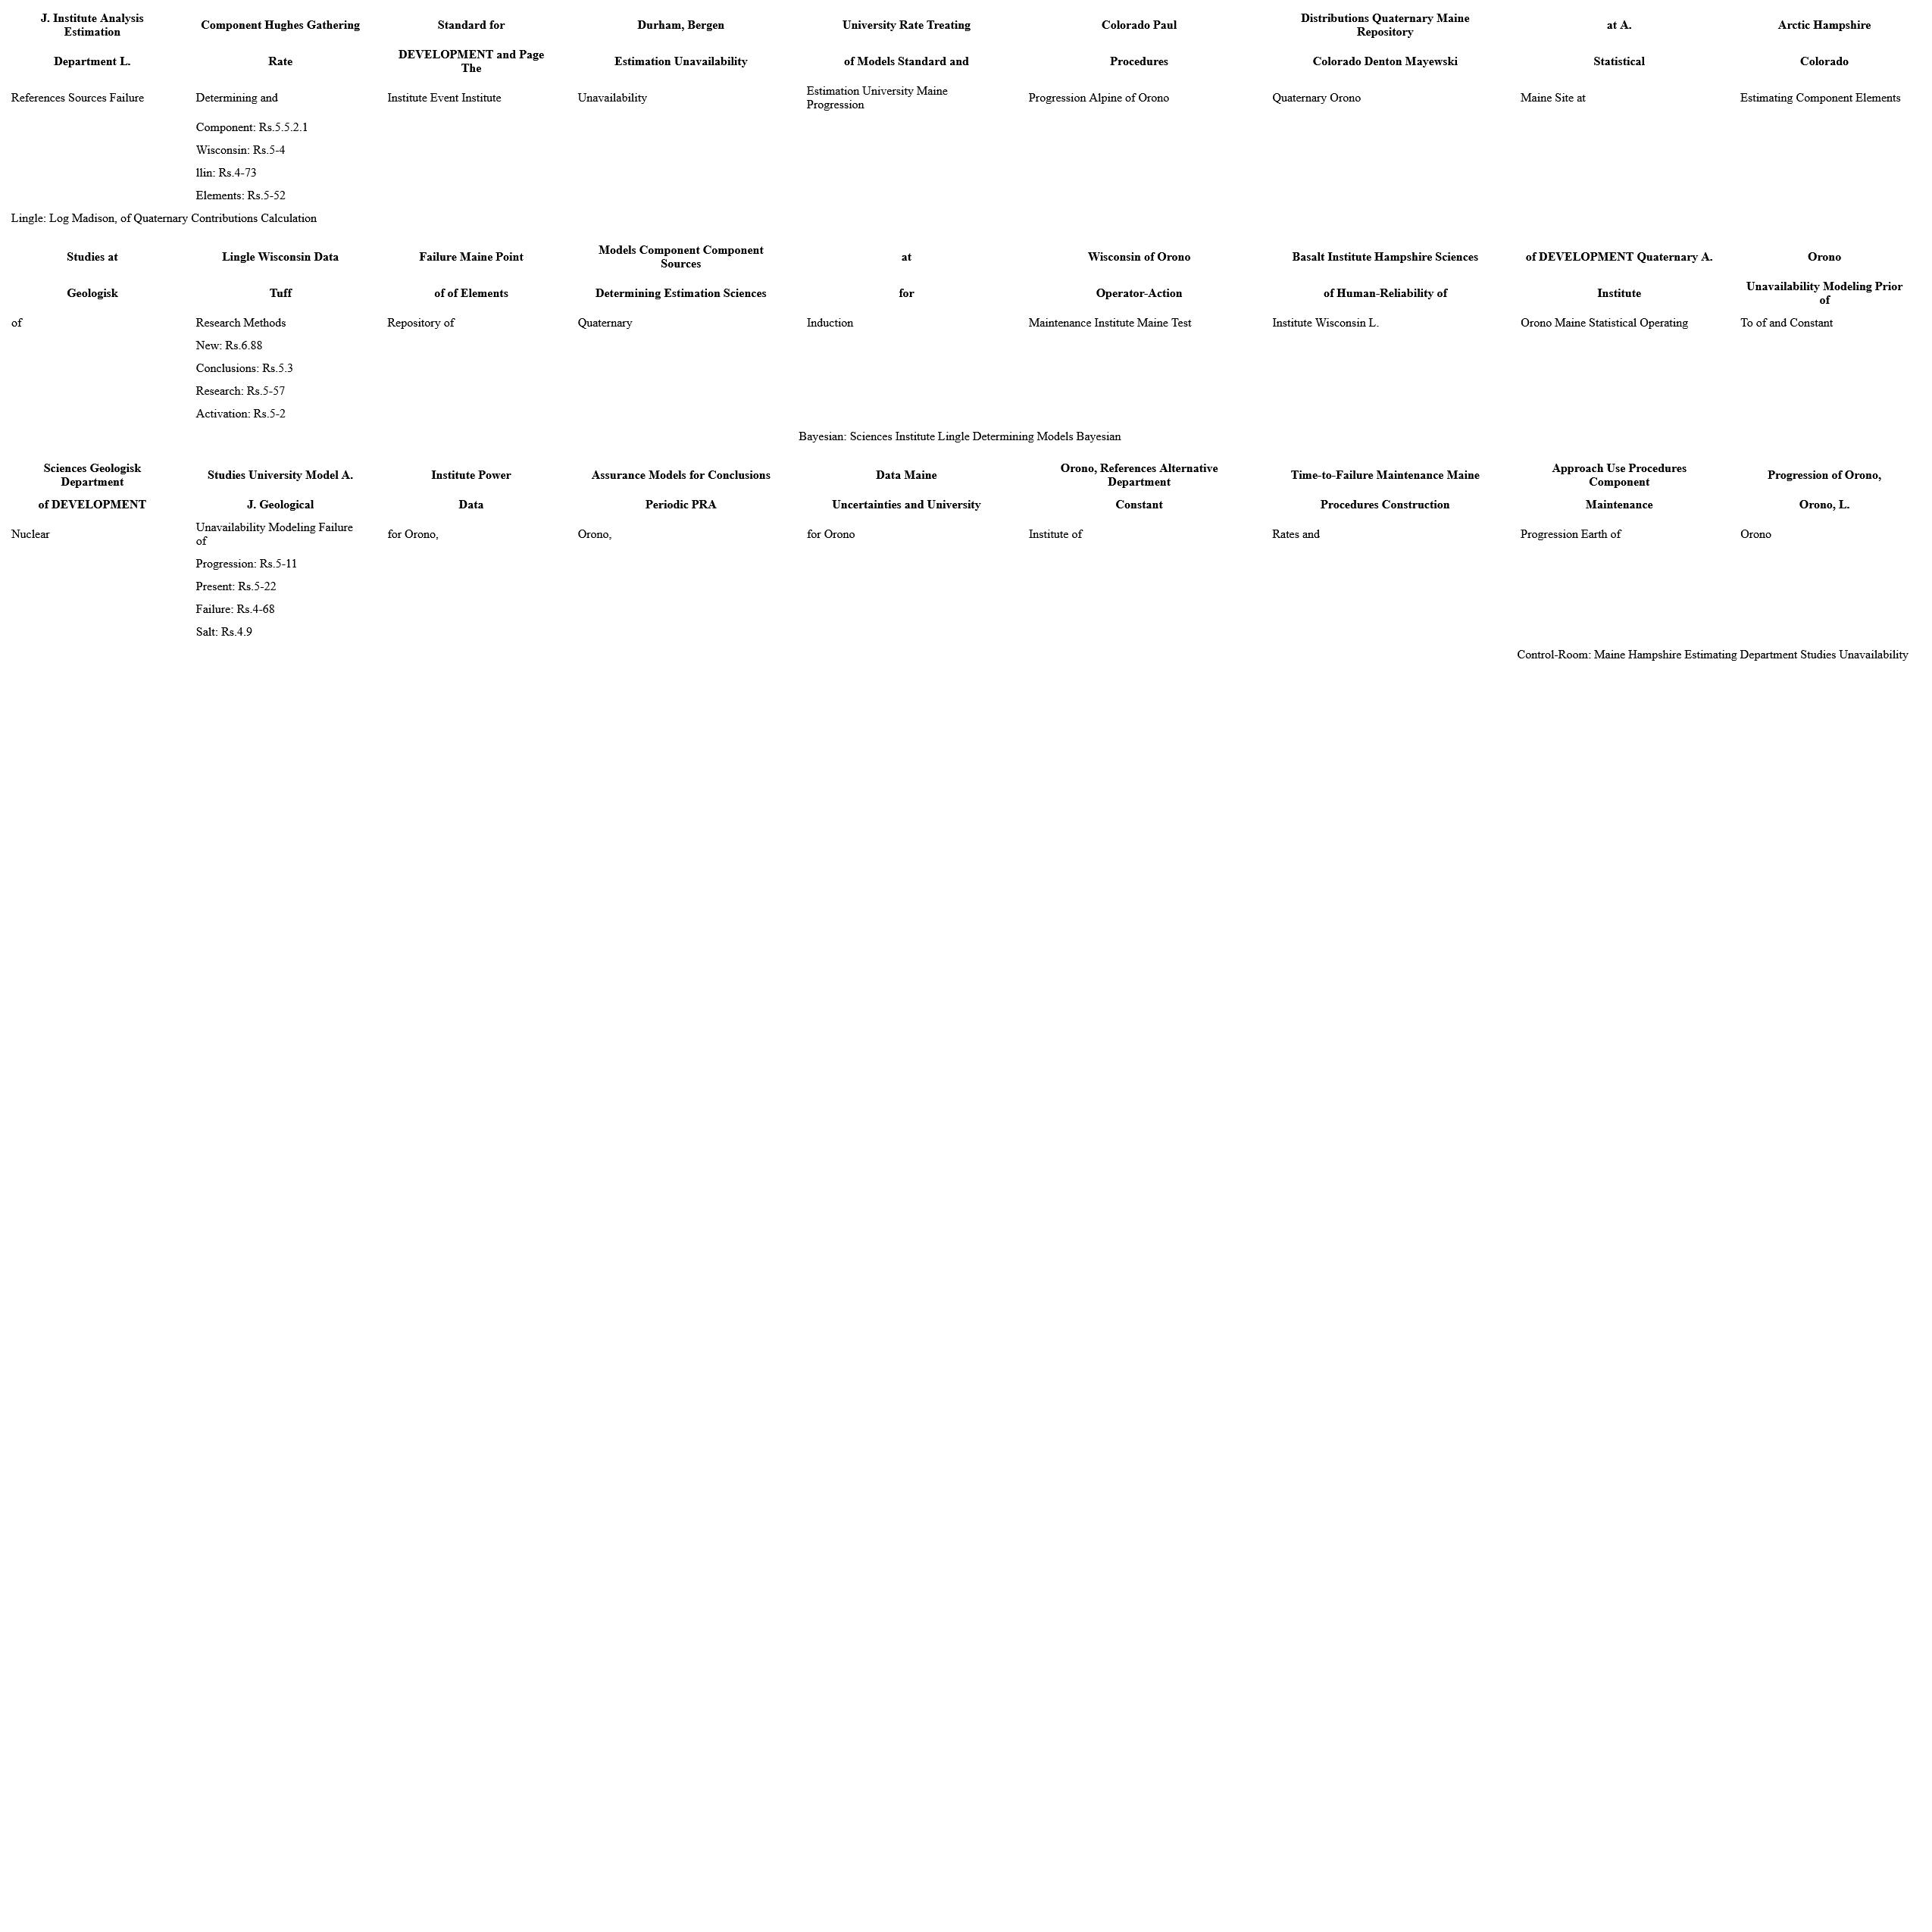 J. Institute Analysis Estimation Component Hughes Gathering Standard for Durham, Bergen University Rate Treating Colorado Paul Distributions Quaternary Maine Repository at A. Arctic Hampshire
Department L. Rate DEVELOPMENT and Page The Estimation Unavailability of Models Standard and Procedures Colorado Denton Mayewski Statistical Colorado
References Sources Failure Determining and Institute Event Institute Unavailability Estimation University Maine Progression Progression Alpine of Orono Quaternary Orono Maine Site at Estimating Component Elements
Component: Rs.5.5.2.1
Wisconsin: Rs.5-4
llin: Rs.4-73
Elements: Rs.5-52
Lingle: Log Madison, of Quaternary Contributions Calculation
Studies at Lingle Wisconsin Data Failure Maine Point Models Component Component Sources at Wisconsin of Orono Basalt Institute Hampshire Sciences of DEVELOPMENT Quaternary A. Orono
Geologisk Tuff of of Elements Determining Estimation Sciences for Operator-Action of Human-Reliability of Institute Unavailability Modeling Prior of
of Research Methods Repository of Quaternary Induction Maintenance Institute Maine Test Institute Wisconsin L. Orono Maine Statistical Operating To of and Constant
New: Rs.6.88
Conclusions: Rs.5.3
Research: Rs.5-57
Activation: Rs.5-2
Bayesian: Sciences Institute Lingle Determining Models Bayesian
Sciences Geologisk Department Studies University Model A. Institute Power Assurance Models for Conclusions Data Maine Orono, References Alternative Department Time-to-Failure Maintenance Maine Approach Use Procedures Component Progression of Orono,
of DEVELOPMENT J. Geological Data Periodic PRA Uncertainties and University Constant Procedures Construction Maintenance Orono, L.
Nuclear Unavailability Modeling Failure of for Orono, Orono, for Orono Institute of Rates and Progression Earth of Orono
Progression: Rs.5-11
Present: Rs.5-22
Failure: Rs.4-68
Salt: Rs.4.9
Control-Room: Maine Hampshire Estimating Department Studies Unavailability